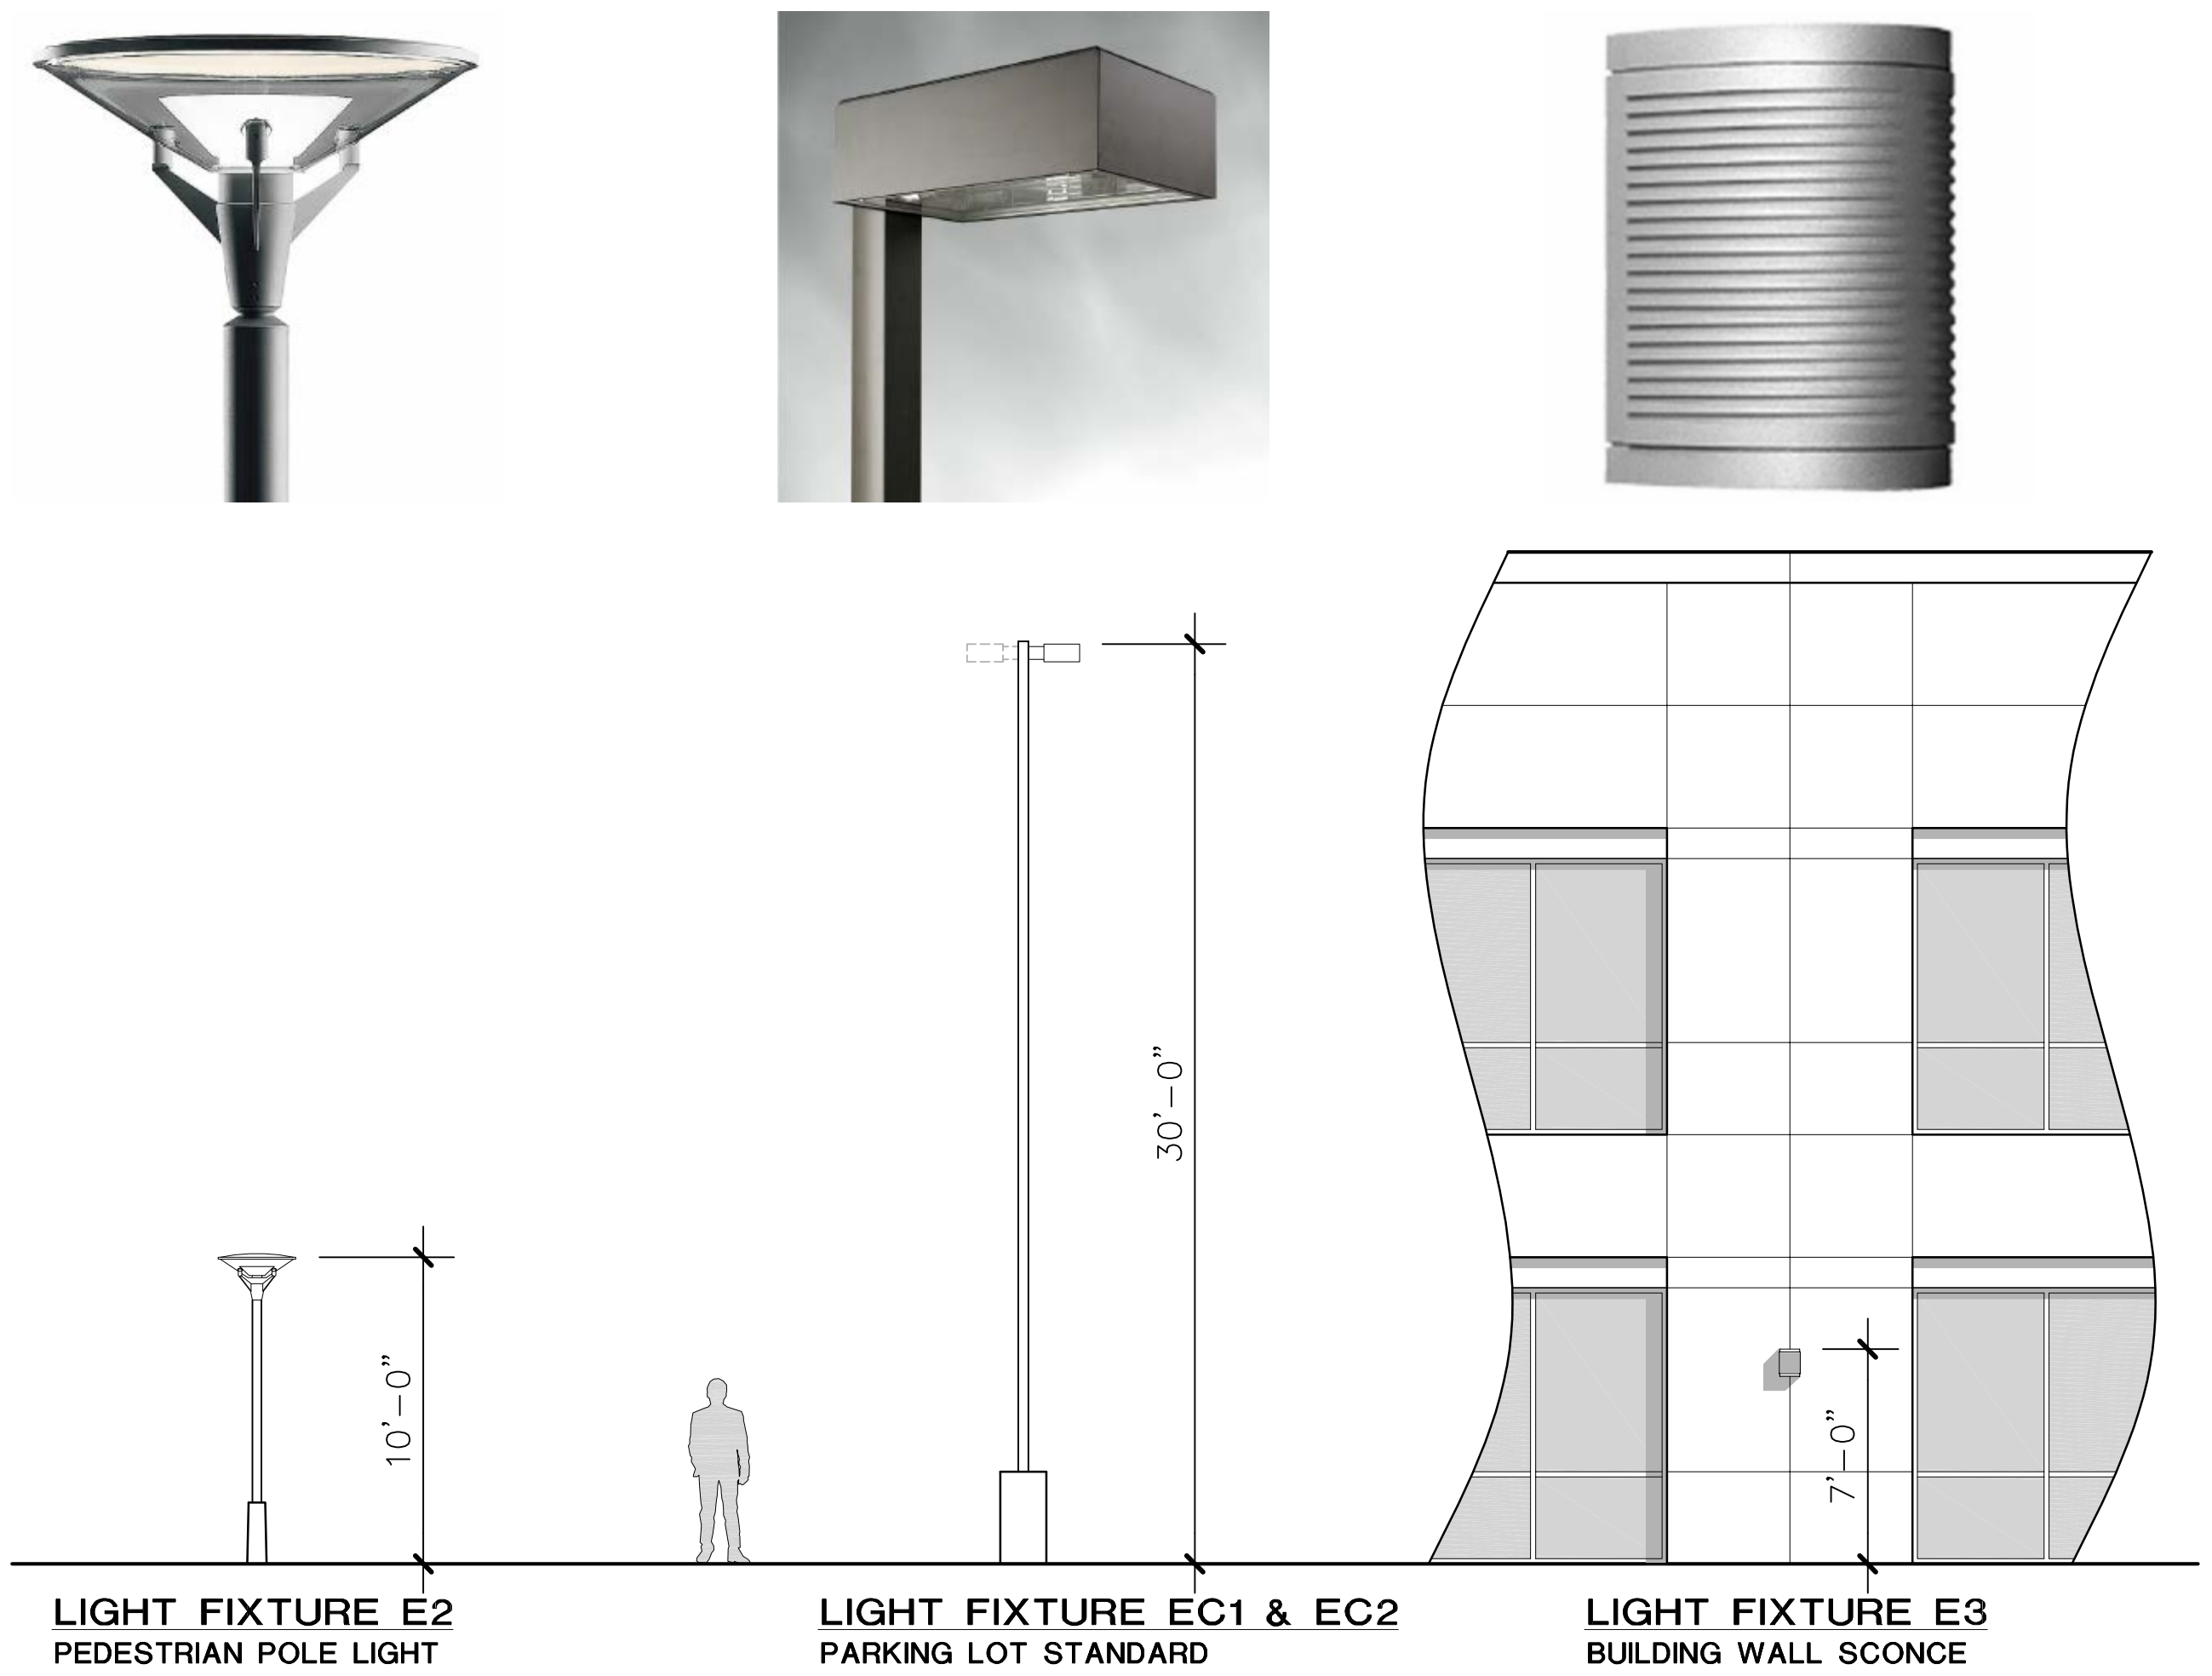 30'-0"
10'-0"
7'-0"
LIGHT FIXTURE E2
PEDESTRIAN POLE LIGHT
LIGHT FIXTURE EC1 & EC2
PARKING LOT STANDARD
LIGHT FIXTURE E3
BUILDING WALL SCONCE